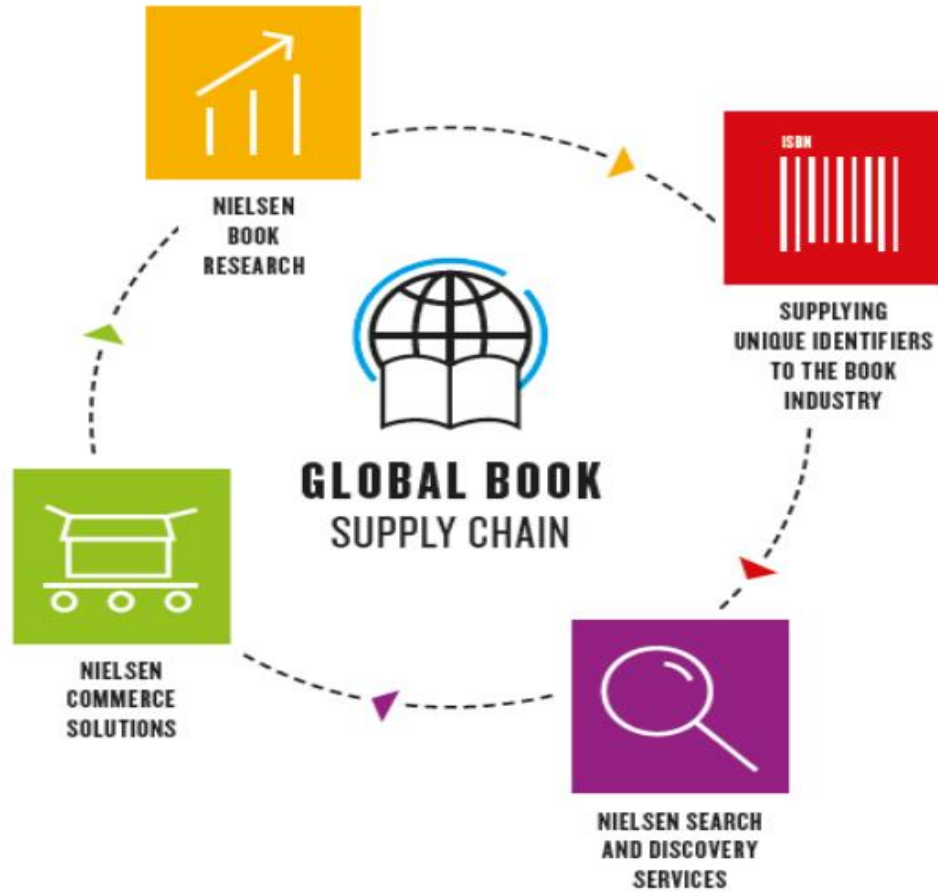 NIELSEN
BOOK
RESEARCH
ISBN
SUPPLYING
UNIQUE IDENTIFIERS
TO THE BOOK
INDUSTRY
GLOBAL BOOK
SUPPLY CHAIN
NIELSEN
COMMERCE
SOLUTIONS
NIELSEN SEARCH
AND DISCOVERY
SERVICES